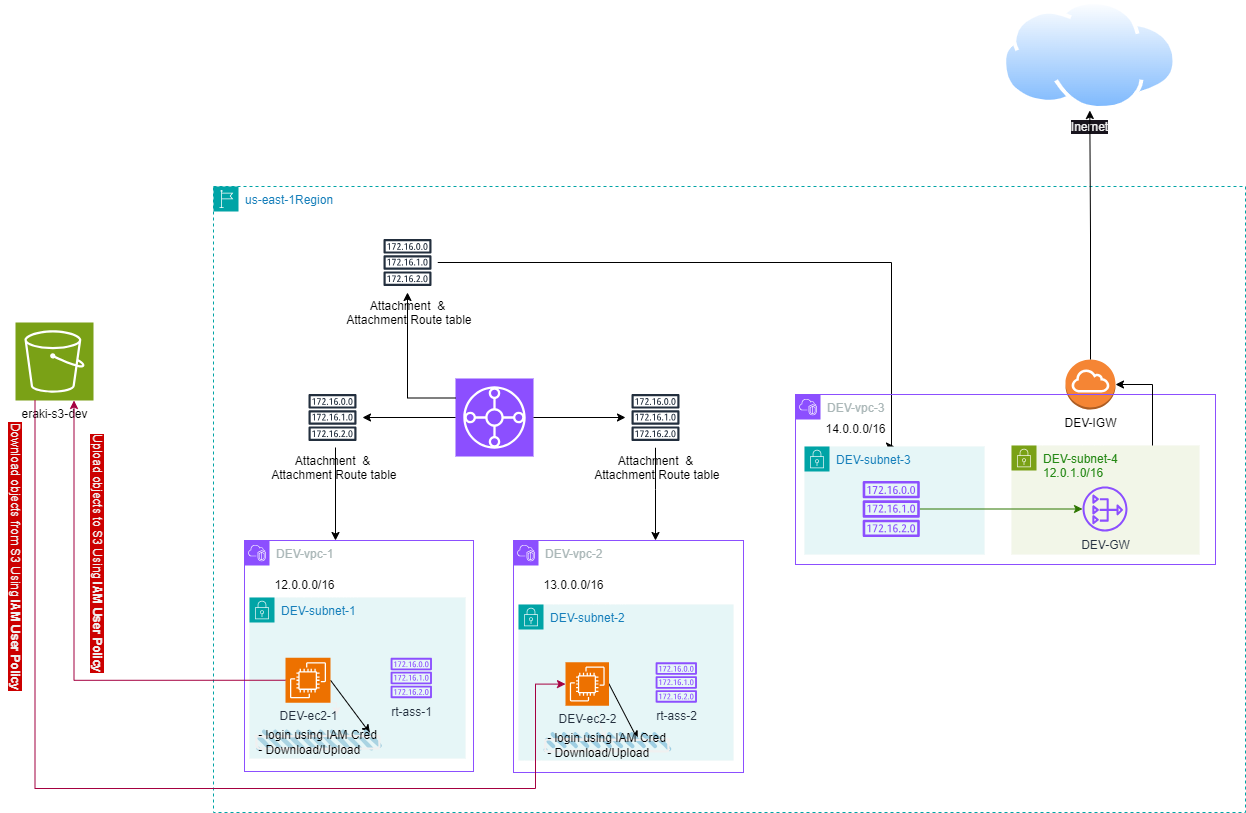 Inernet
us-east-1Region
172.16.0.0
172.16.1.0
172.16.2.0
Attachment &
Attachment Route table
eraki-s3-dev
Download objects from S3 Using IAM User Policy
Upload objects to S3 Using IAM User Policy
172.16.0.0
172.16.1.0
172.16.2.0
Attachment &
Attachment Route table
172.16.0.0
172.16.1.0
172.16.2.0
Attachment &
Attachment Route table
DEV-IGW
DEV-vpc-3
14.0.0.0/16
DEV-subnet-3
172.16.0.0
172.16.1.0
172.16.2.0
DEV-subnet-4
12.0.1.0/16
DEV-GW
DEV-vpc-1
12.0.0.0/16
DEV-subnet-1
DEV-ec2-1
172.16.0.0
172.16.1.0
172.16.2.0
rt-ass-1
- login using IAM Cred
- Download/Upload
DEV-vpc-2
13.0.0.0/16
DEV-subnet-2
DEV-ec2-2
172.16.0.0
172.16.1.0
172.16.2.0
rt-ass-2
- login using IAM Cred
- Download/Upload